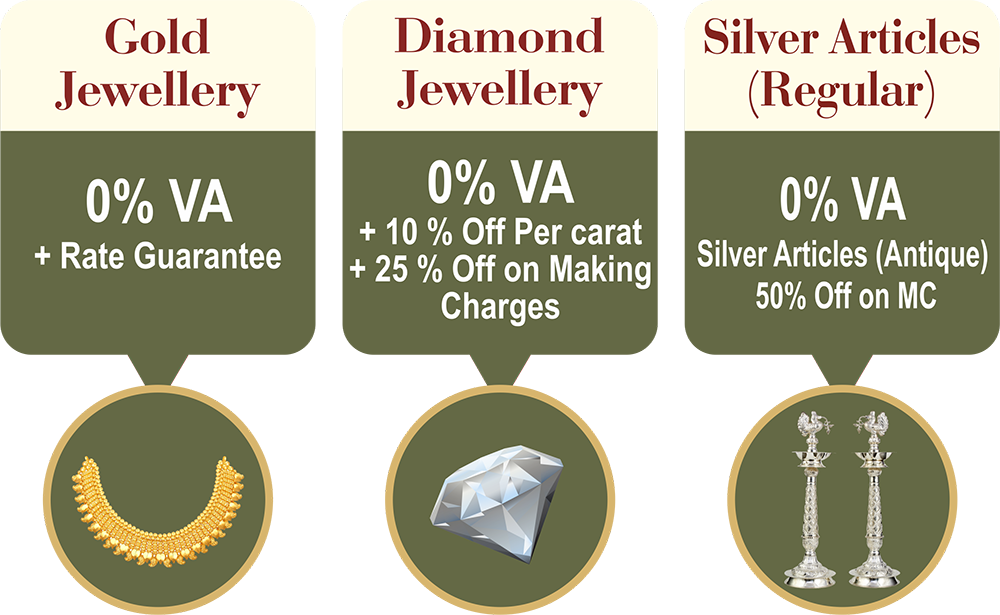 Gold
Jewellery
0% VA
+ Rate Guarantee
Diamond
Jewellery
0% VA
+ 10 % Off Per carat
+ 25 % Off on Making
Charges
Silver Articles
(Regular)
0% VA
Silver Articles (Antique)
50% Off on MC